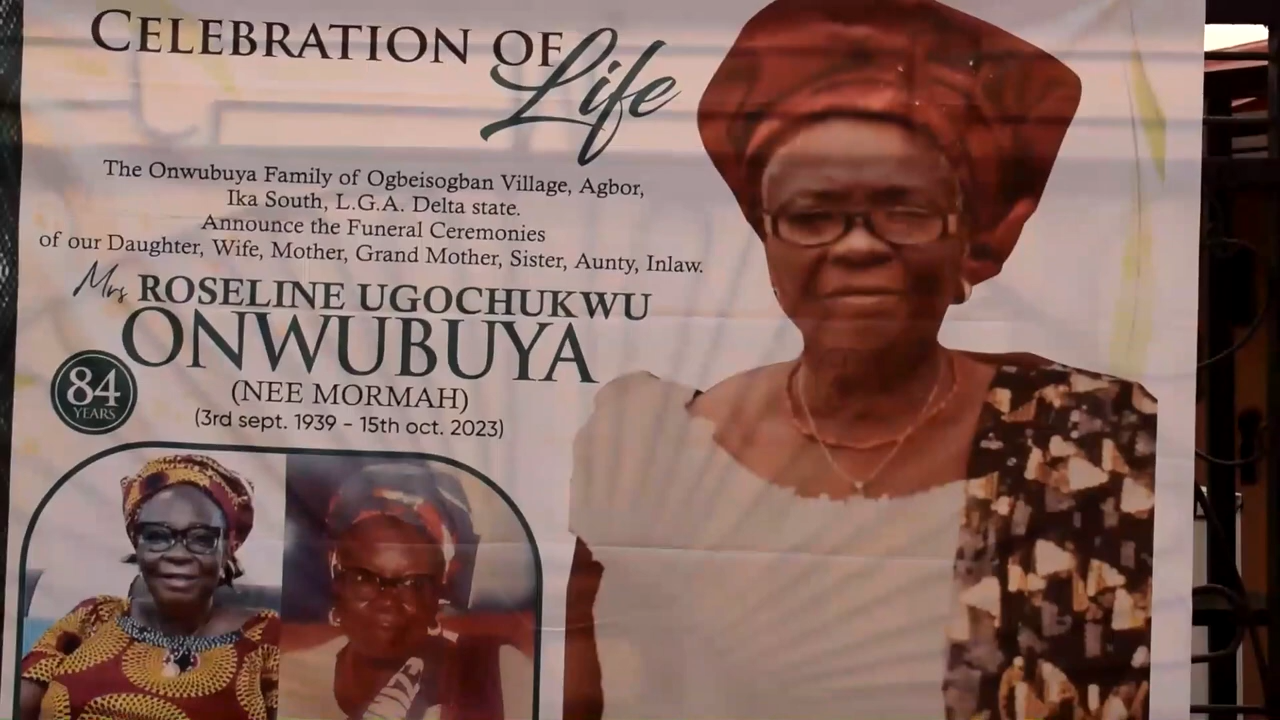 CELEBRATION OF Life
The Onwubuya Family of Ogbeisogban Village, Agbor,
Ika South, L.G.A. Delta state.
Announce the Funeral Ceremonies
of our Daughter, Wife, Mother, Grand Mother, Sister, Aunty, Inlaw.
Mrs ROSELINE UGOCHUKWU
ONWUBUYA
84
YEARS
(NEE MORMAH)
(3rd sept. 1939 - 15th oct. 2023)